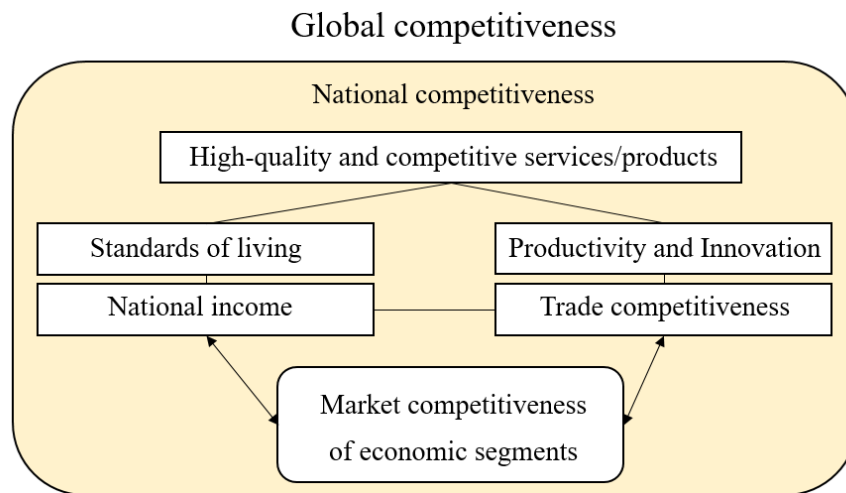 Global competitiveness
National competitiveness
High-quality and competitive services/products
Standards of living
Productivity and Innovation
National income
Trade competitiveness
Market competitiveness
of economic segments